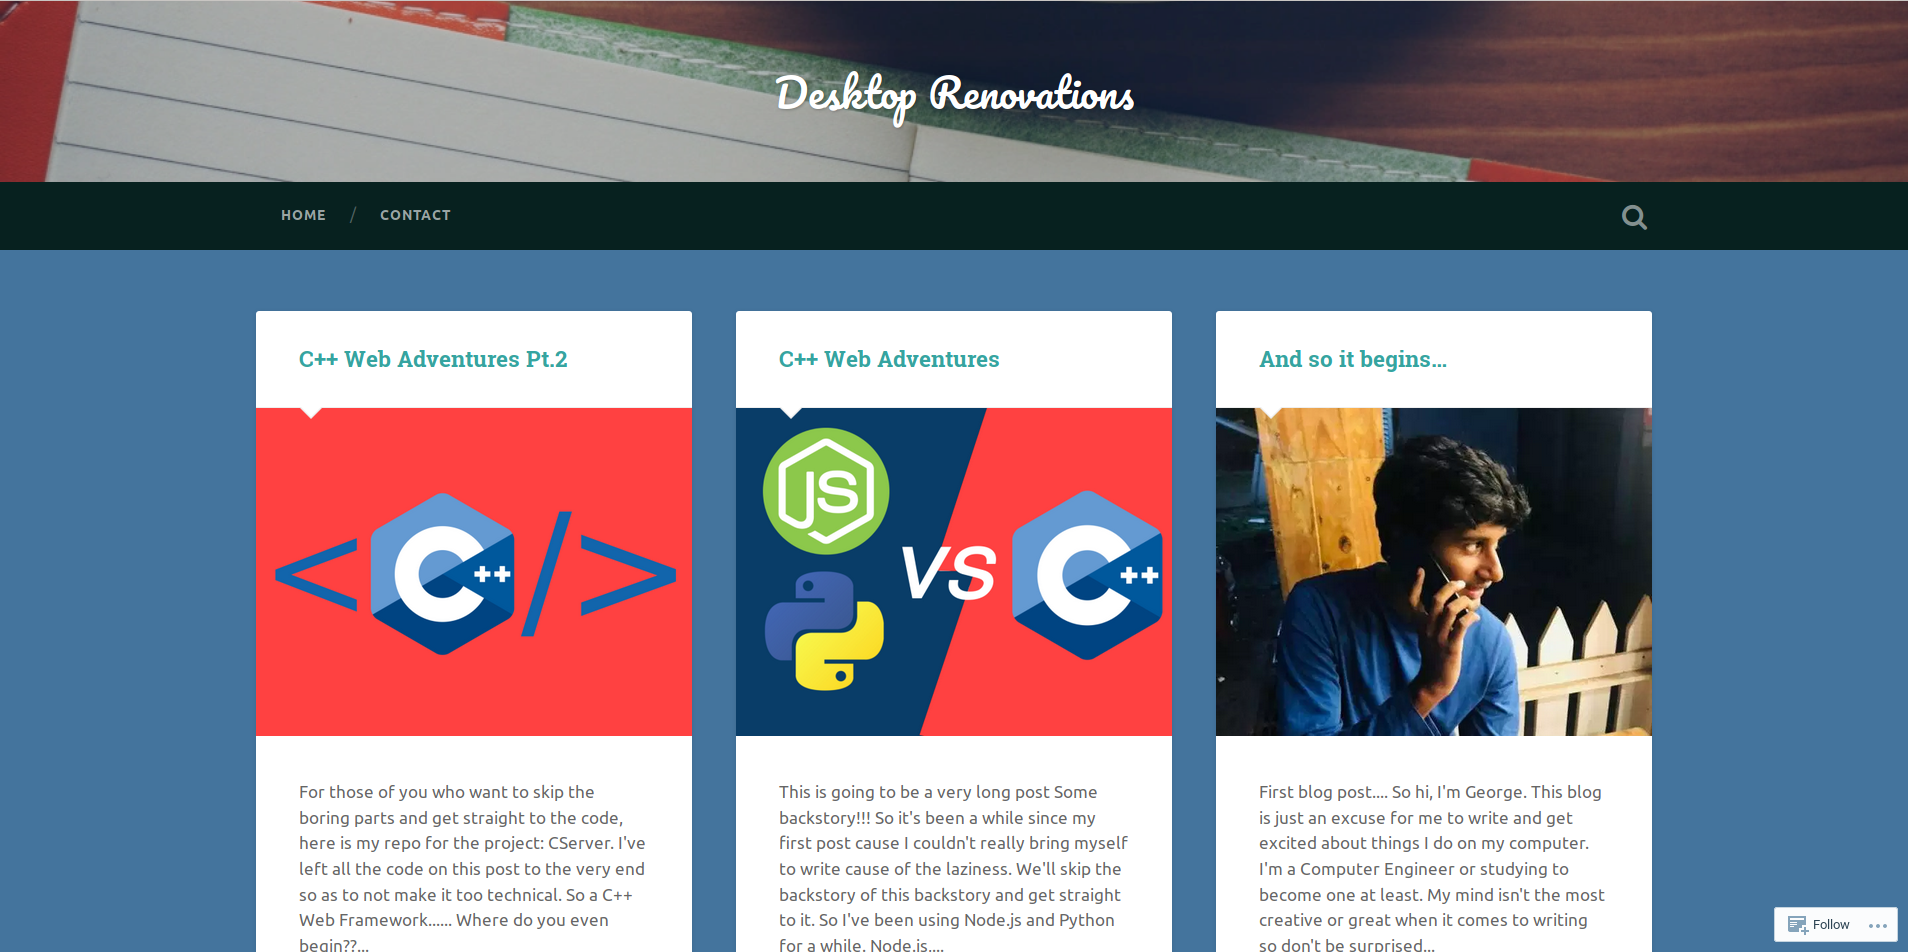 Desktop Renovations
HOME / CONTACT
C++ Web Adventures Pt.2
< C++ / >
For those of you who want to skip the
boring parts and get straight to the code,
here is my repo for the project: CServer. I've
left all the code on this post to the very end
so as to not make it too technical. So a C++
Web Framework...... Where do you even
begin??...
C++ Web Adventures
JS
VS
C++
This is going to be a very long post Some
backstory!!! So it's been a while since my
first post cause I couldn't really bring myself
to write cause of the laziness. We'll skip the
backstory of this backstory and get straight
to it. So I've been using Node.js and Python
for a while. Node.js....
And so it begins...
First blog post.... So hi, I'm George. This blog
is just an excuse for me to write and get
excited about things I do on my computer.
I'm a Computer Engineer or studying to
become one at least. My mind isn't the most
creative or great when it comes to writing
so don't be surprised...
Follow